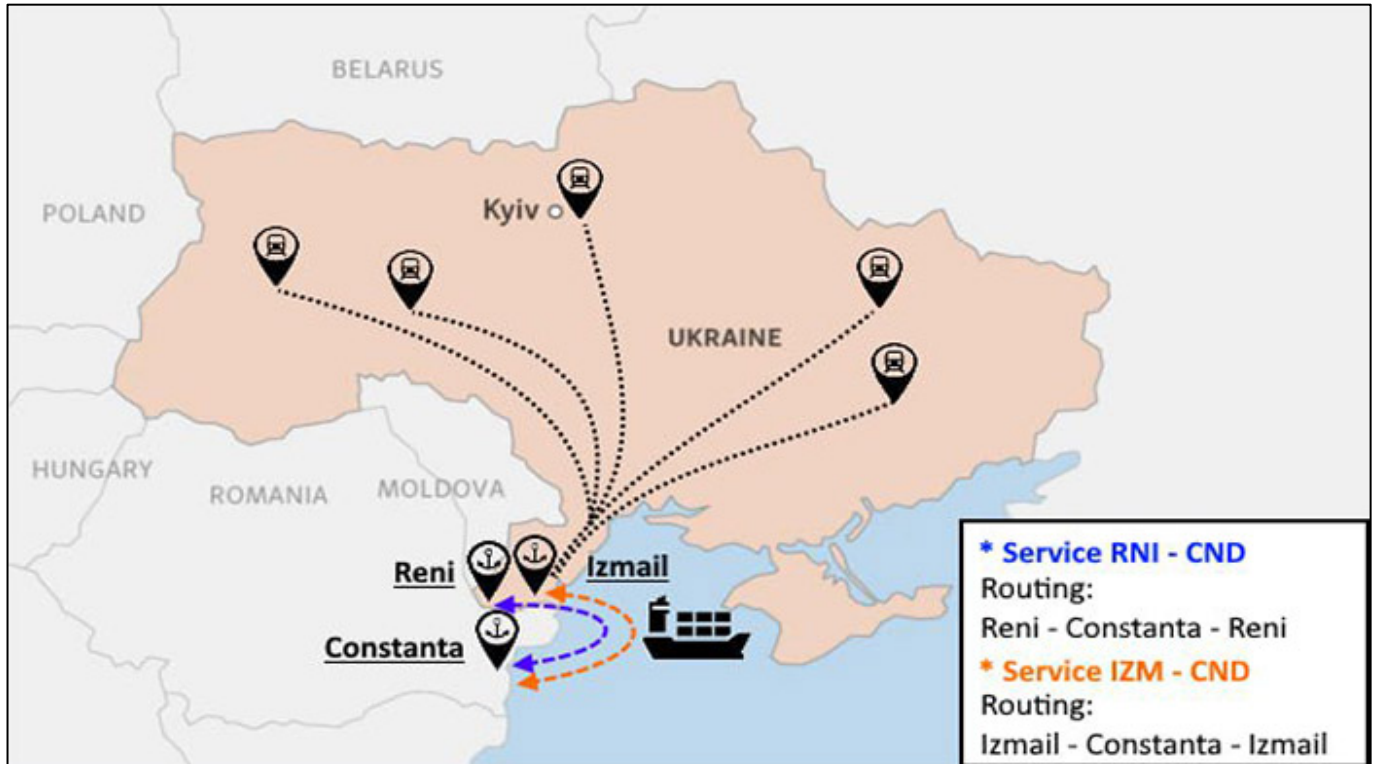 BELARUS
POLAND
Kyiv
UKRAINE
HUNGARY
ROMANIA
MOLDOVA
Reni
Izmail
Constanta
* Service RNI - CND
Routing:
Reni - Constanta - Reni
* Service IZM - CND
Routing:
Izmail - Constanta - Izmail